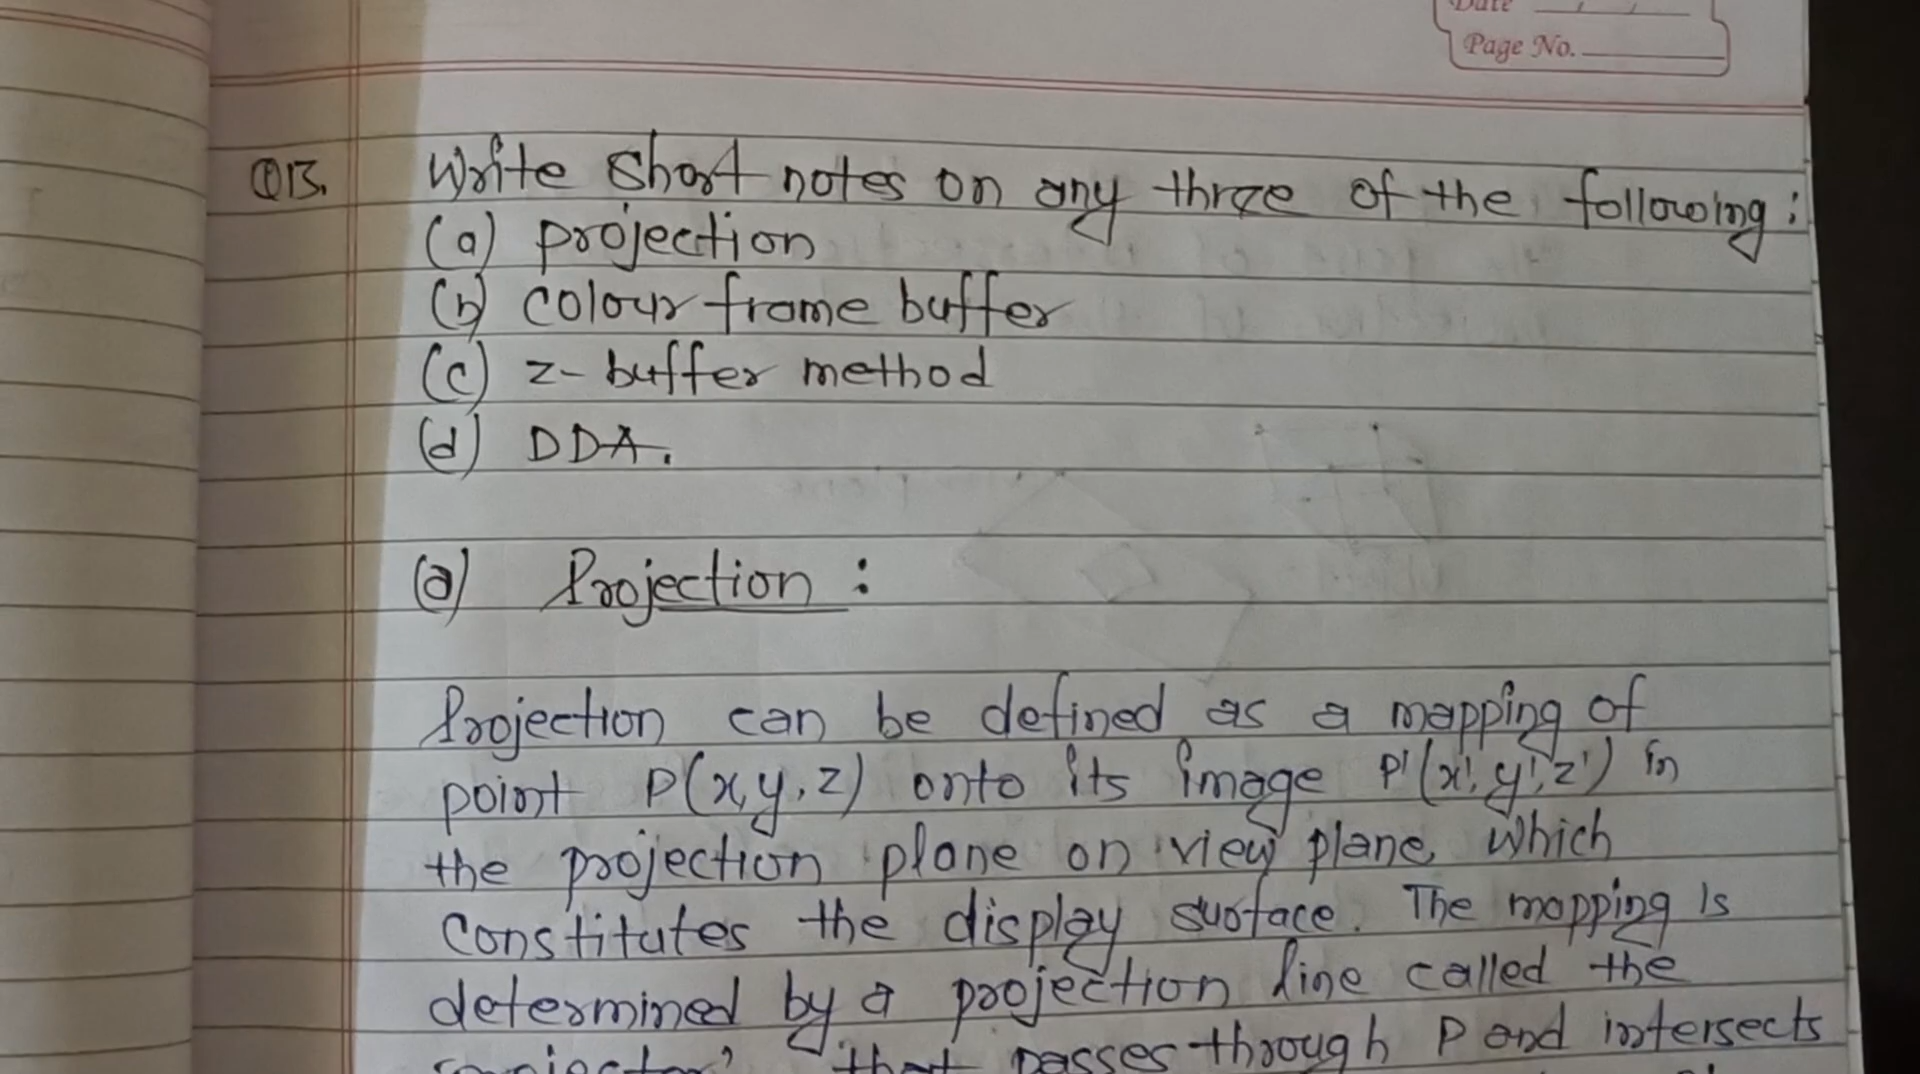 Date / /
Page No.
Q13. Write short notes on any three of the following:
(a) projection
(b) colour frame buffer
(c) z-buffer method
(d) DDA.
(a) Projection :
Projection can be defined as a mapping of
point P(x,y,z) onto its image P'(x',y',z') in
the projection plane on view plane, which
Constitutes the display surface. The mapping is
determined by a projection line called the
that passes through P and intersects